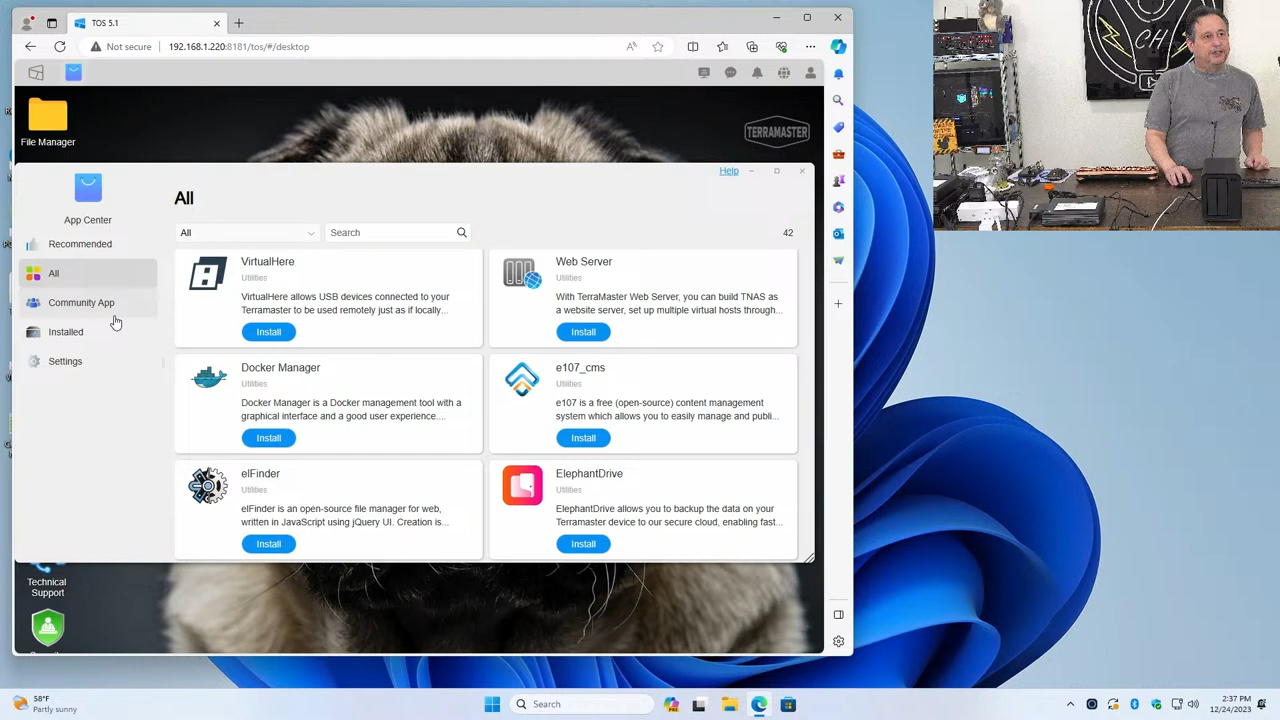 TOS 5.1
Not secure
192.168.1.220:8181/tos/#/desktop
File Manager
TERRAMASTER
Help
App Center
Recommended
All
Community App
Installed
Settings
All
All
Search
42
VirtualHere
Utilities
VirtualHere allows USB devices connected to your
Terramaster to be used remotely just as if locally...
Install
Web Server
Utilities
With TerraMaster Web Server, you can build TNAS as
a website server, set up multiple virtual hosts through...
Install
Docker Manager
Utilities
Docker Manager is a Docker management tool with a
graphical interface and a good user experience....
Install
e107_cms
Utilities
e107 is a free (open-source) content management
system which allows you to easily manage and publi...
Install
elFinder
Utilities
elFinder is an open-source file manager for web,
written in JavaScript using jQuery UI. Creation is...
Install
ElephantDrive
Utilities
ElephantDrive allows you to backup the data on your
Terramaster device to our secure cloud, enabling fast...
Install
Technical
Support
CH
58°F
Partly sunny
Search
2:37 PM
12/24/2023